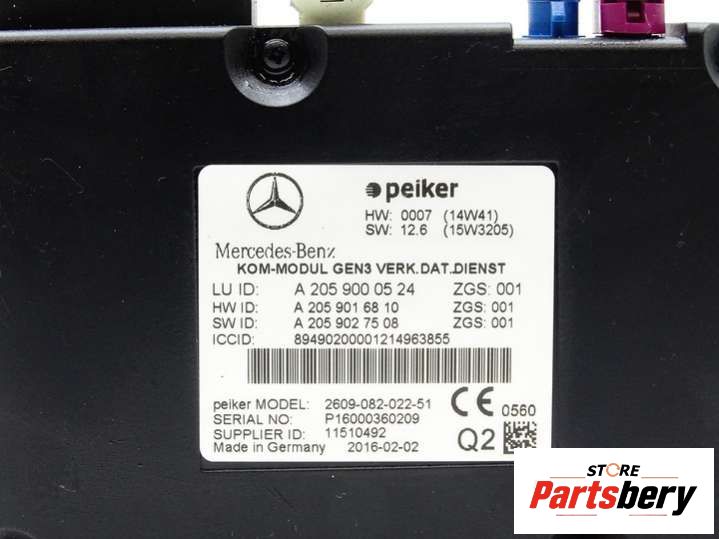 peiker
HW: 0007 (14W41)
SW: 12.6 (15W3205)
Mercedes-Benz
KOM-MODUL GEN3 VERK.DAT.DIENST
LU ID: A 205 900 05 24 ZGS: 001
HW ID: A 205 901 68 10 ZGS: 001
SW ID: A 205 902 75 08 ZGS: 001
ICCID: 89490200001214963855
peiker MODEL: 2609-082-022-51
SERIAL NO: P16000360209
SUPPLIER ID: 11510492
Made in Germany 2016-02-02
CE 0560
Q2
STORE
Partsbery